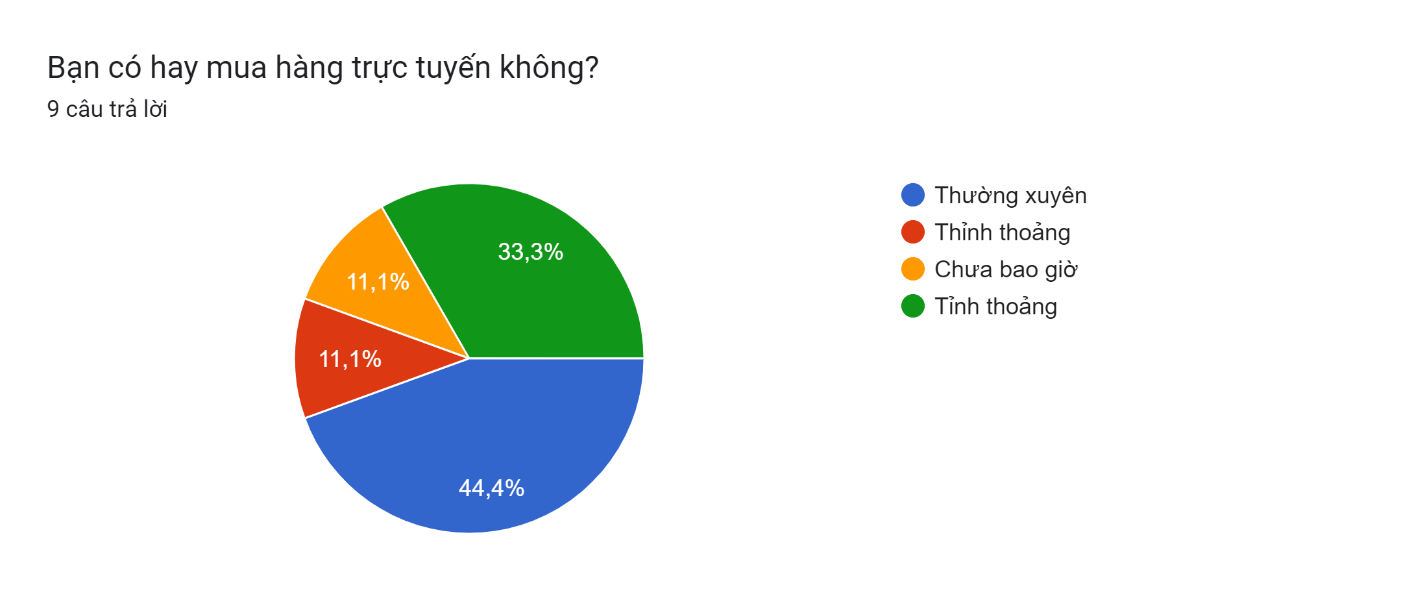 Bạn có hay mua hàng trực tuyến không?
9 câu trả lời
33,3%
11,1%
11,1%
44,4%
Thường xuyên
Thỉnh thoảng
Chưa bao giờ
Tỉnh thoảng